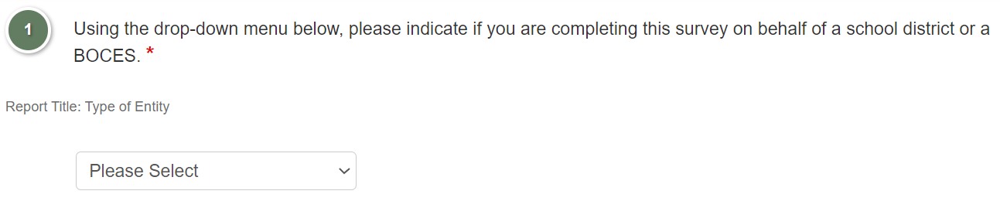 1
Using the drop-down menu below, please indicate if you are completing this survey on behalf of a school district or a
BOCES. *
Report Title: Type of Entity
Please Select